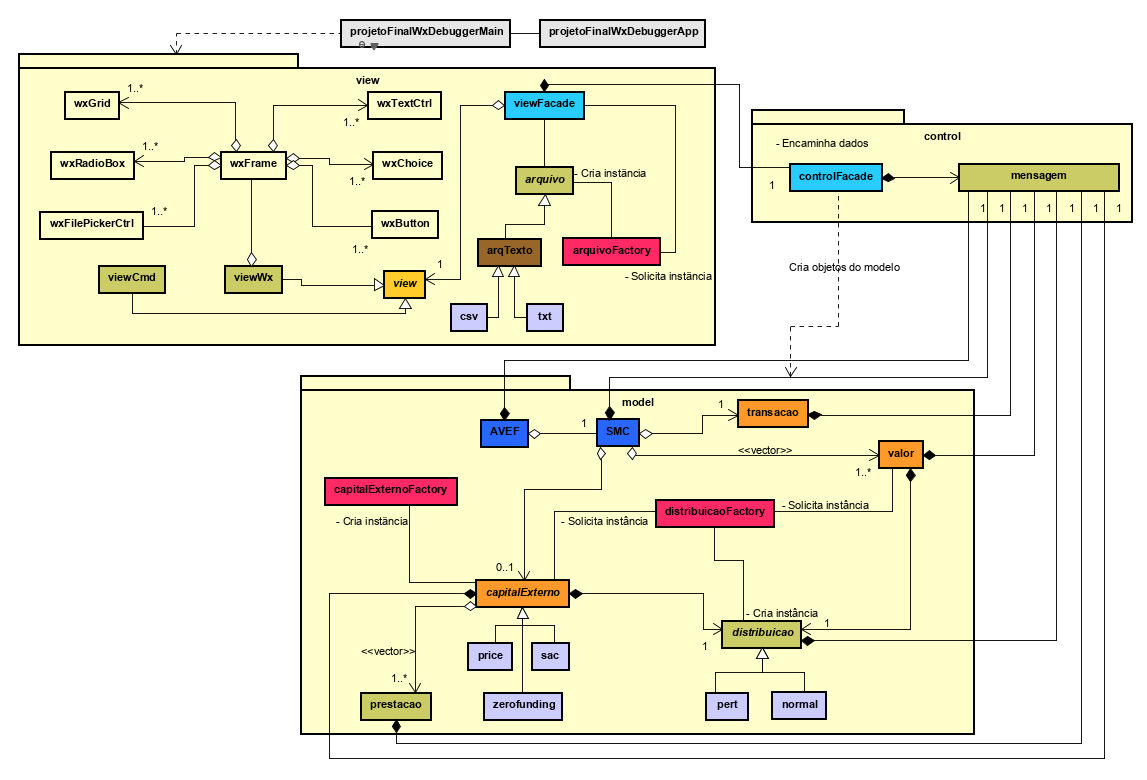 projetoFinalWxDebuggerMain
projetoFinalWxDebuggerApp
view
wxGrid
1..*
wxTextCtrl
1..*
viewFacade
wxRadioBox
1..*
wxFrame
wxChoice
1..*
arquivo
- Cria instância
wxFilePickerCtrl
1..*
wxButton
1..*
arqTexto
arquivoFactory
- Solicita instância
viewCmd
viewWx
view
1
csv
txt
control
- Encaminha dados
1
controlFacade
mensagem
1
1
1
1
1
1
1
Cria objetos do modelo
model
AVEF
1
SMC
1
transacao
<<vector>>
valor
1..*
capitalExternoFactory
- Cria instância
distribuicaoFactory
- Solicita instância
- Solicita instância
0..1
capitalExterno
- Cria instância
distribuicao
1
1
price
sac
<<vector>>
1..*
prestacao
zerofunding
pert
normal